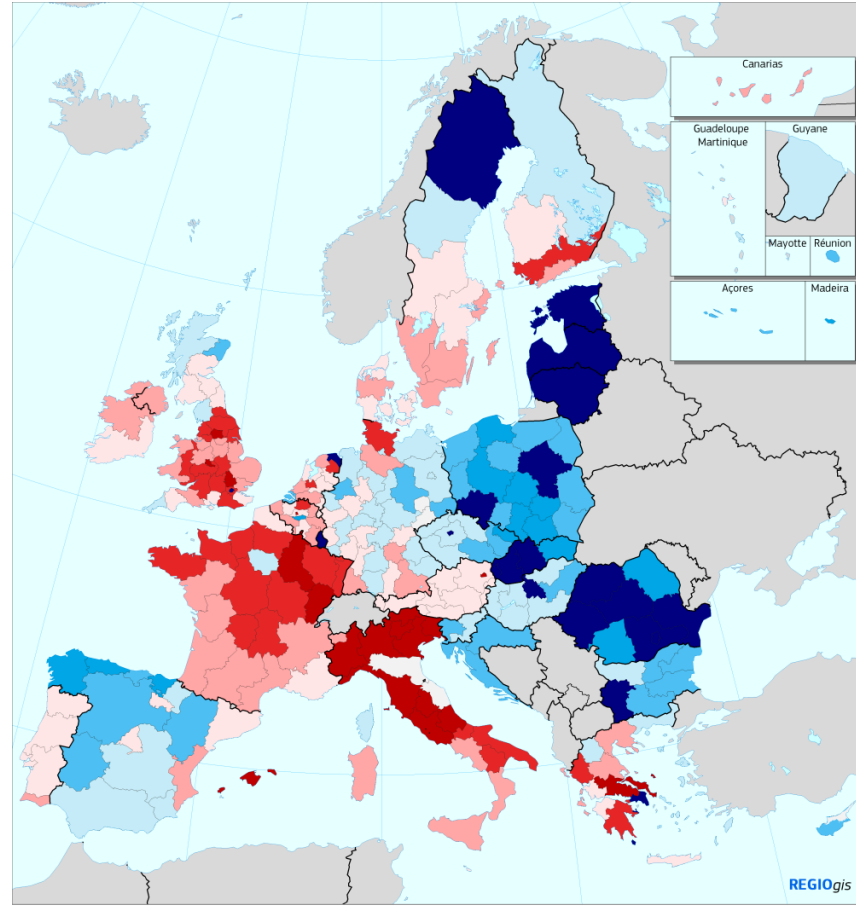 Canarias
Guadeloupe
Martinique
Guyane
Mayotte
Réunion
Açores
Madeira
REGIOgis